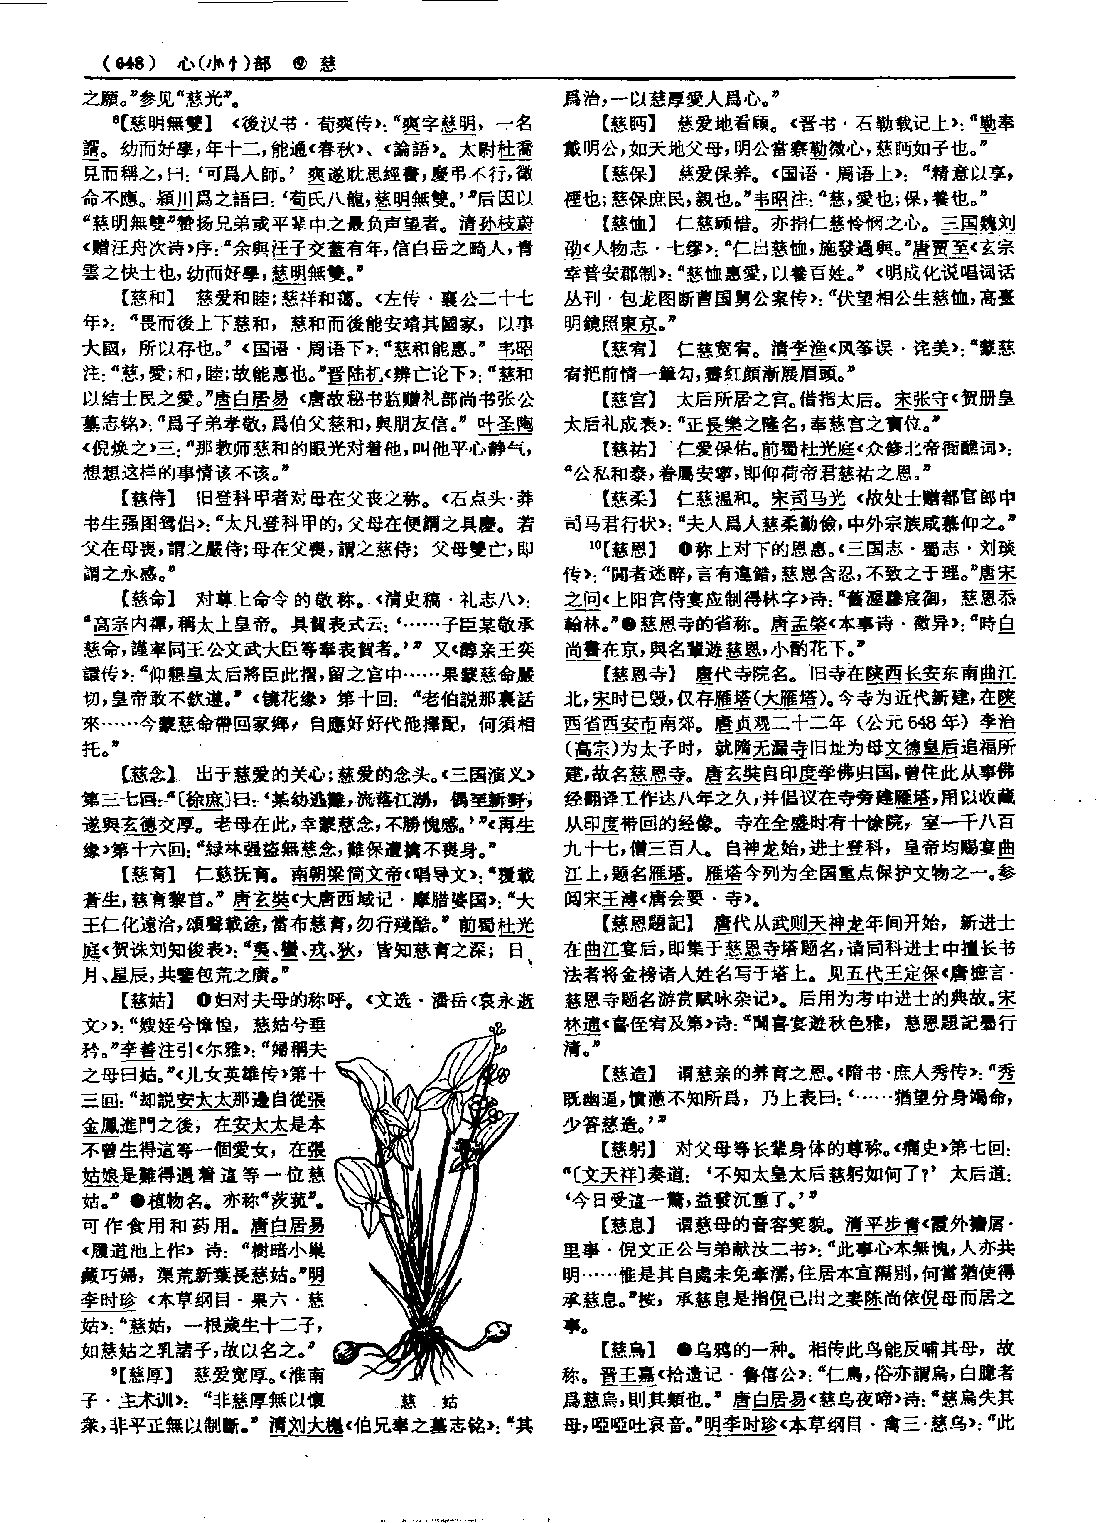 （648） 心(忄⺗)部 ⑨ 慈
之願。”参见“慈光”。
⁸【慈明無雙】 《後汉书·荀爽传》：“爽字慈明，一名
諝。幼而好學，年十二，能通《春秋》、《論語》。太尉杜喬
見而稱之，曰：‘可爲人師。’ 爽遂耽思經書，慶弔不行，徵
命不應。潁川爲之語曰：‘荀氏八龍，慈明無雙。’”后因以
“慈明無雙”赞扬兄弟或平辈中之最负声望者。清孙枝蔚
《赠汪舟次诗》序：“余與汪子交蓋有年，信白岳之畸人，青
雲之快士也，幼而好學，慈明無雙。”
【慈和】 慈爱和睦；慈祥和蔼。《左传·襄公二十七
年》：“畏而後上下慈和，慈和而後能安靖其國家，以事
大國，所以存也。”《国语·周语下》：“慈和能惠。”韦昭
注：“慈，愛；和，睦；故能惠也。”晋陆机《辨亡论下》：“慈和
以结士民之愛。”唐白居易《唐故秘书监赠礼部尚书张公
墓志铭》：“爲子弟孝敬，爲伯父慈和，與朋友信。”叶圣陶
《倪焕之》三：“那教师慈和的眼光对着他，叫他平心静气，
想想这样的事情该不该。”
【慈侍】 旧登科甲者对母在父丧之称。《石点头·莽
书生强图鸳侣》：“大凡登科甲的，父母在便謂之具慶。若
父在母喪，謂之嚴侍；母在父喪，謂之慈侍；父母雙亡，即
謂之永感。”
【慈命】 对尊上命令的敬称。《清史稿·礼志八》：
“高宗内禪，稱太上皇帝。具賀表式云：‘……子臣某敬承
慈命，謹率同王公文武大臣等奉表賀者。’”又《醇亲王奕
譞传》：“仰懇皇太后將臣此摺，留之宫中……果蒙慈命嚴
切，皇帝敢不欽遵。”《镜花缘》第十回：“老伯説那裏話
來……今蒙慈命帶回家鄉，自應好好代他擇配，何須相
托。”
【慈念】 出于慈爱的关心；慈爱的念头。《三国演义》
第三七回：“〔徐庶〕曰：‘某幼逃難，流落江湖，偶至新野，
遂與玄德交厚。老母在此，幸蒙慈念，不勝愧感。’”《再生
缘》第十六回：“緑林强盗無慈念，難保遭擒不喪身。”
【慈育】 仁慈抚育。南朝梁简文帝《唱导文》：“覆載
蒼生，慈育黎首。”唐玄奘《大唐西域记·摩腊婆国》：“大
王仁化遠洽，頌聲載途，當布慈育，勿行殘酷。”前蜀杜光
庭《贺诛刘知俊表》：“夷、蠻、戎、狄，皆知慈育之深；日、
月、星辰，共鑒包荒之廣。”
【慈姑】 ❶妇对夫母的称呼。《文选·潘岳〈哀永逝
文〉》：“嫂姪兮慞惶，慈姑兮垂
矜。”李善注引《尔雅》：“婦稱夫
之母曰姑。”《儿女英雄传》第十
三回：“却説安太太那邊自從張
金鳳進門之後，在安太太是本
不曾生得這等一個愛女，在張
姑娘是難得遇着這等一位慈
姑。”❷植物名。亦称“茨菰”。
可作食用和药用。唐白居易
《履道池上作》诗：“樹暗小巢
藏巧婦，渠荒新葉長慈姑。”明
李时珍《本草纲目·果六·慈
姑》：“慈姑，一根歲生十二子，
如慈姑之乳諸子，故以名之。”
⁹【慈厚】 慈爱宽厚。《淮南
子·主术训》：“非慈厚無以懷
衆，非平正無以制斷。”清刘大櫆《伯兄奉之墓志铭》：“其
慈 姑
爲治，一以慈厚愛人爲心。”
【慈眄】 慈爱地看顾。《晋书·石勒载记上》：“勒奉
戴明公，如天地父母，明公當察勒微心，慈眄如子也。”
【慈保】 慈爱保养。《国语·周语上》：“精意以享，
禋也；慈保庶民，親也。”韦昭注：“慈，愛也；保，養也。”
【慈恤】 仁慈顾惜。亦指仁慈怜悯之心。三国魏刘
劭《人物志·七缪》：“仁出慈恤，施發過與。”唐贾至《玄宗
幸普安郡制》：“慈恤惠愛，以養百姓。”《明成化说唱词话
丛刊·包龙图断曹国舅公案传》：“伏望相公生慈恤，高臺
明鏡照東京。”
【慈宥】 仁慈宽宥。清李渔《风筝误·诧美》：“蒙慈
宥把前情一筆勾，霽紅顔漸展眉頭。”
【慈宫】 太后所居之宫。借指太后。宋张守《贺册皇
太后礼成表》：“正長樂之隆名，奉慈宫之寶位。”
【慈祐】 仁爱保佑。前蜀杜光庭《众修北帝衙醮词》：
“公私和泰，眷屬安寧，即仰荷帝君慈祐之恩。”
【慈柔】 仁慈温和。宋司马光《故处士赠都官郎中
司马君行状》：“夫人爲人慈柔勤儉，中外宗族咸慕仰之。”
¹⁰【慈恩】 ❶称上对下的恩惠。《三国志·蜀志·刘琰
传》：“間者迷醉，言有違錯，慈恩含忍，不致之于理。”唐宋
之问《上阳宫侍宴应制得林字》诗：“舊渥驂宸御，慈恩忝
翰林。”❷慈恩寺的省称。唐孟棨《本事诗·徵异》：“時白
尚書在京，與名輩遊慈恩，小酌花下。”
【慈恩寺】 唐代寺院名。旧寺在陕西长安东南曲江
北，宋时已毁，仅存雁塔(大雁塔)。今寺为近代新建，在陕
西省西安市南郊。唐贞观二十二年（公元648年）李治
(高宗)为太子时，就隋无漏寺旧址为母文德皇后追福所
建，故名慈恩寺。唐玄奘自印度学佛归国，曾住此从事佛
经翻译工作达八年之久，并倡议在寺旁建雁塔，用以收藏
从印度带回的经像。寺在全盛时有十馀院，室一千八百
九十七，僧三百人。自神龙始，进士登科，皇帝均赐宴曲
江上，题名雁塔。雁塔今列为全国重点保护文物之一。参
阅宋王溥《唐会要·寺》。
【慈恩題記】 唐代从武则天神龙年间开始，新进士
在曲江宴后，即集于慈恩寺塔题名，请同科进士中擅长书
法者将金榜诸人姓名写于塔上。见五代王定保《唐摭言·
慈恩寺题名游赏赋咏杂记》。后用为考中进士的典故。宋
林逋《喜侄宥及第》诗：“聞喜宴遊秋色雅，慈恩題記墨行
清。”
【慈造】 谓慈亲的养育之恩。《隋书·庶人秀传》：“秀
既幽逼，憤懣不知所爲，乃上表曰：‘……猶望分身竭命，
少答慈造。’”
【慈躬】 对父母等长辈身体的尊称。《痛史》第七回：
“〔文天祥〕奏道：‘不知太皇太后慈躬如何了？’太后道：
‘今日受這一驚，益發沉重了。’”
【慈息】 谓慈母的音容笑貌。清平步青《霞外攟屑·
里事·倪文正公与弟献汝二书》：“此事心本無愧，人亦共
明……惟是其自處未免牽濡，住居本宜隔別，何當猶使得
承慈息。”按，承慈息是指倪已出之妻陈尚依倪母而居之
事。
【慈烏】 ❶乌鸦的一种。相传此鸟能反哺其母，故
称。晋王嘉《拾遗记·鲁僖公》：“仁鳥，俗亦謂烏，白臆者
爲慈烏，則其類也。”唐白居易《慈乌夜啼》诗：“慈烏失其
母，啞啞吐哀音。”明李时珍《本草纲目·禽三·慈乌》：“此